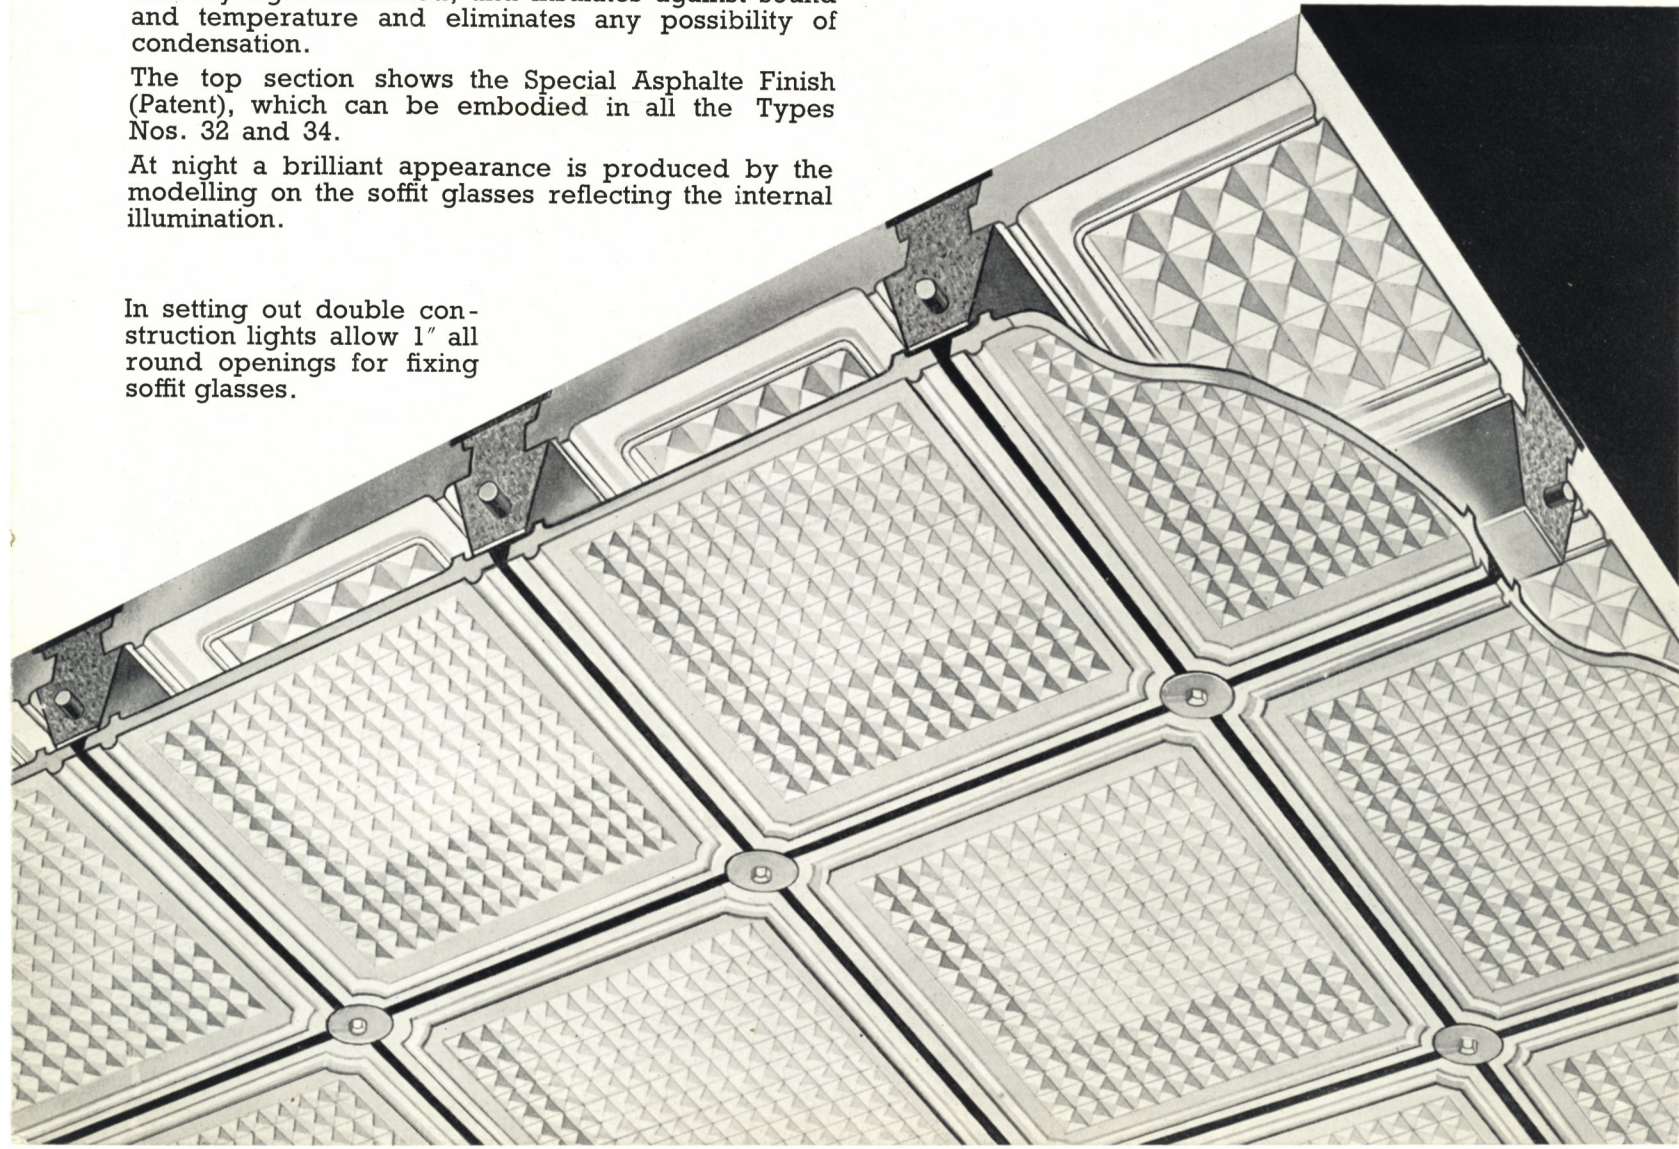 against sound
and temperature and eliminates any possibility of
condensation.
The top section shows the Special Asphalte Finish
(Patent), which can be embodied in all the Types
Nos. 32 and 34.
At night a brilliant appearance is produced by the
modelling on the soffit glasses reflecting the internal
illumination.
In setting out double con-
struction lights allow 1″ all
round openings for fixing
soffit glasses.